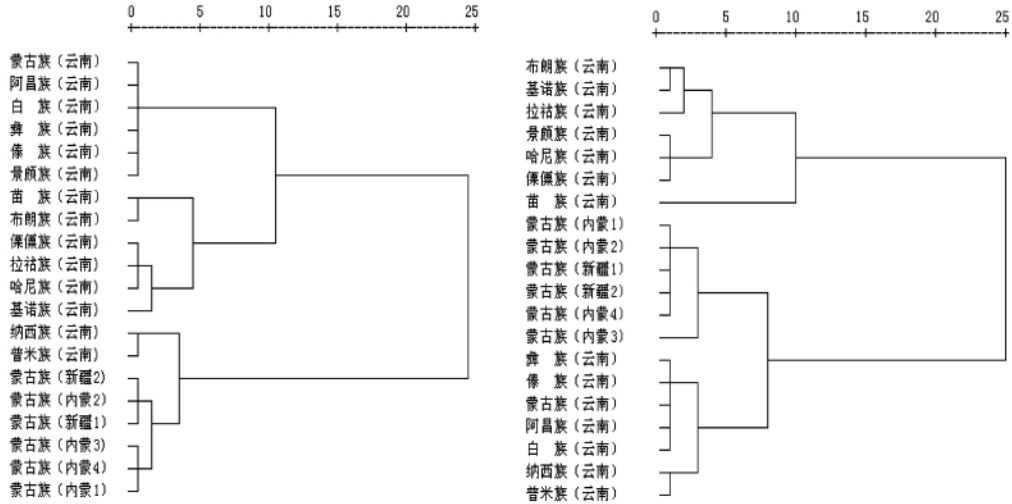 0 5 10 15 20 25
蒙古族(云南)
阿昌族(云南)
白 族(云南)
彝 族(云南)
傣 族(云南)
景颇族(云南)
苗 族(云南)
布朗族(云南)
傈僳族(云南)
拉祜族(云南)
哈尼族(云南)
基诺族(云南)
纳西族(云南)
普米族(云南)
蒙古族(新疆2)
蒙古族(内蒙2)
蒙古族(新疆1)
蒙古族(内蒙3)
蒙古族(内蒙4)
蒙古族(内蒙1)
0 5 10 15 20 25
布朗族(云南)
基诺族(云南)
拉祜族(云南)
景颇族(云南)
哈尼族(云南)
傈僳族(云南)
苗 族(云南)
蒙古族(内蒙1)
蒙古族(内蒙2)
蒙古族(新疆1)
蒙古族(新疆2)
蒙古族(内蒙4)
蒙古族(内蒙3)
彝 族(云南)
傣 族(云南)
蒙古族(云南)
阿昌族(云南)
白 族(云南)
纳西族(云南)
普米族(云南)